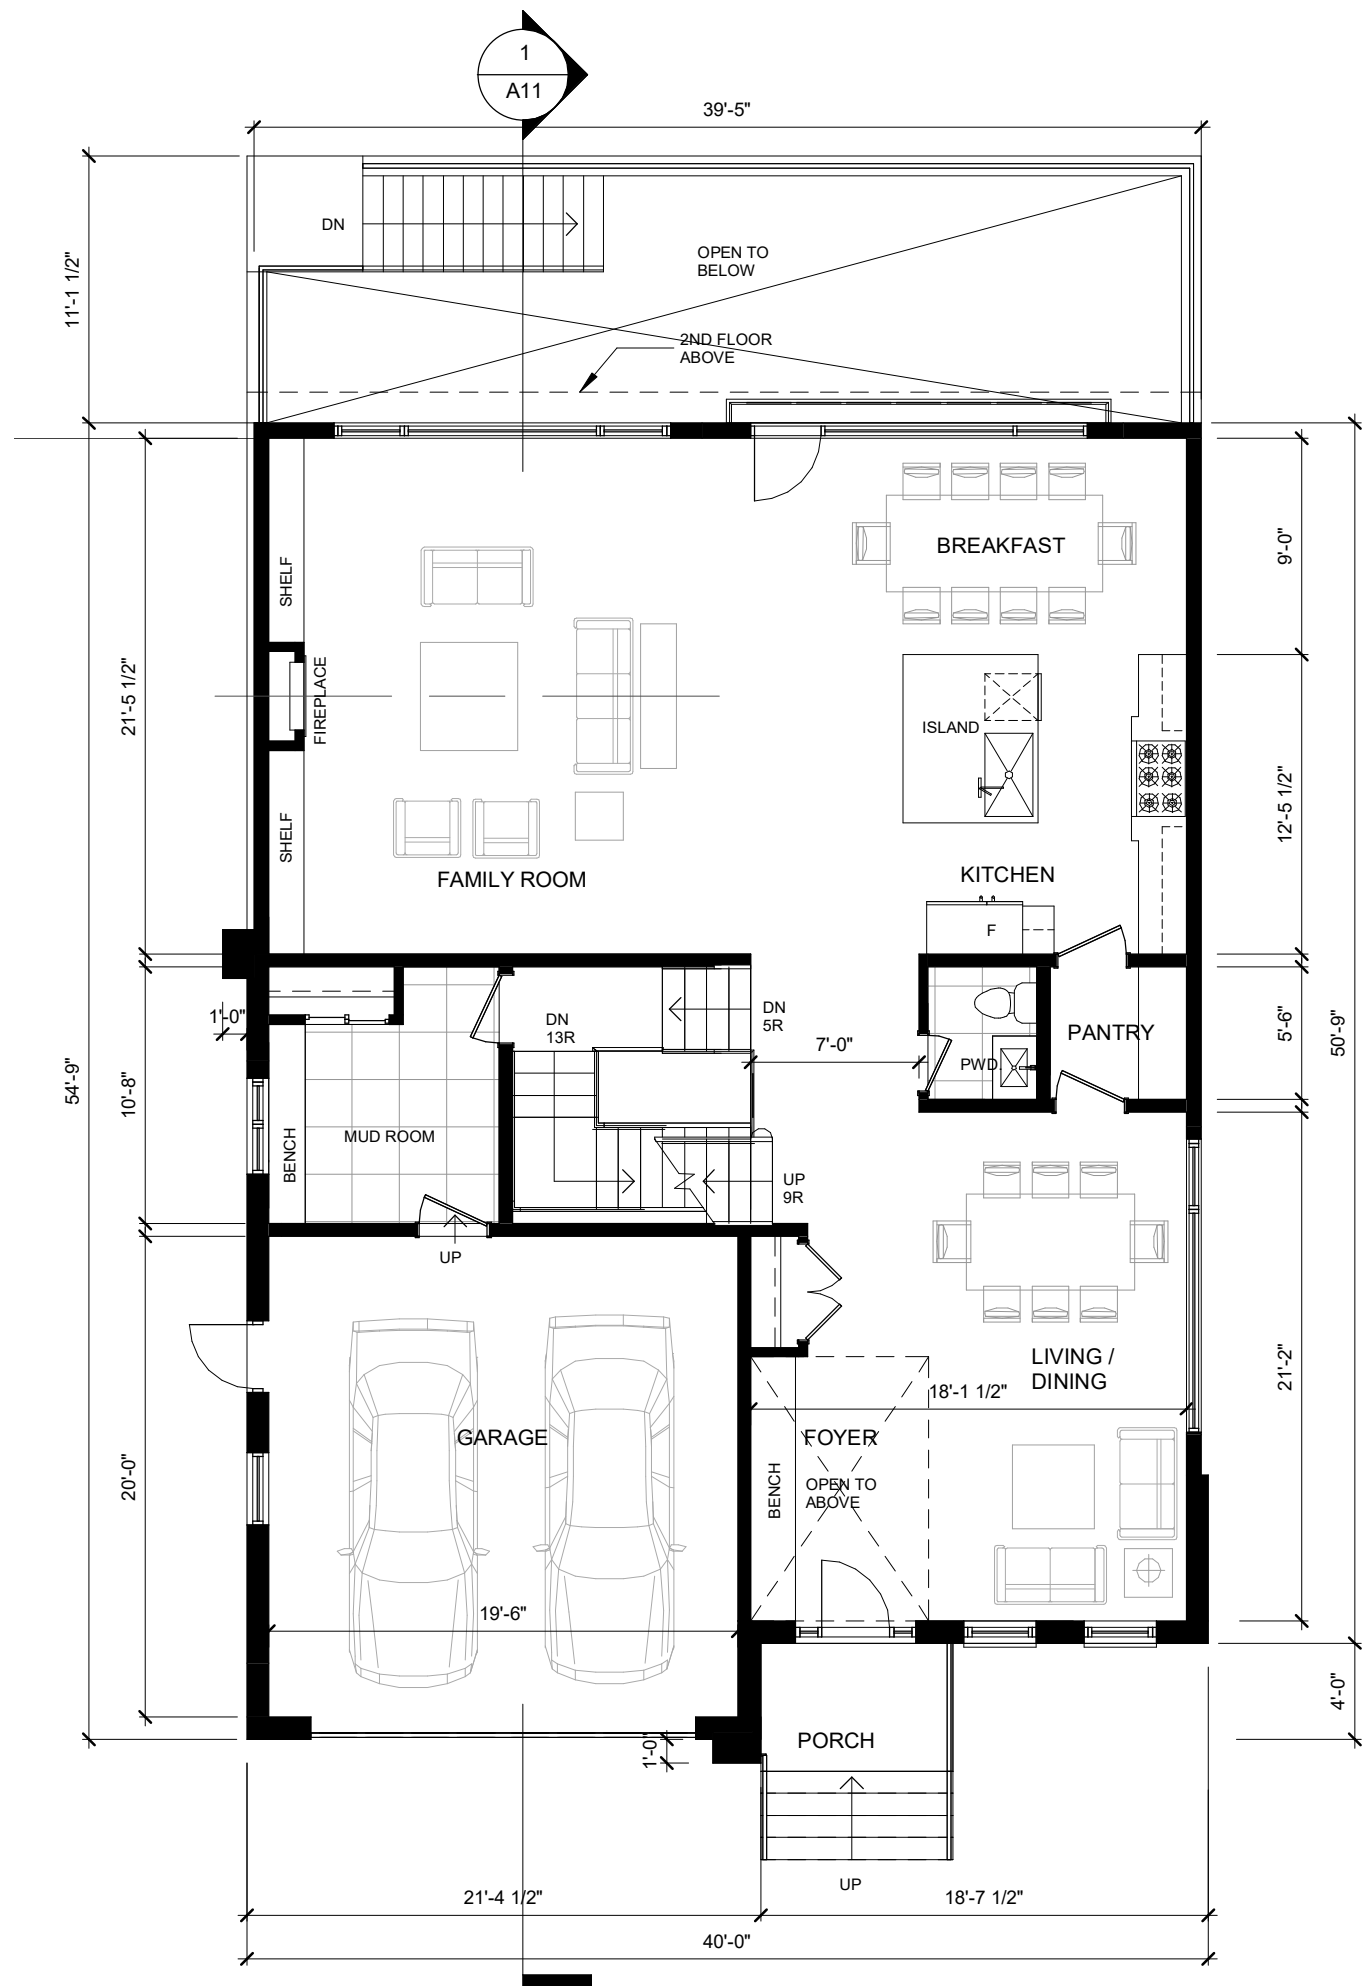 1
A11
39'-5"
DN
OPEN TO
BELOW
11'-1 1/2"
2ND FLOOR
ABOVE
BREAKFAST
9'-0"
SHELF
FIREPLACE
21'-5 1/2"
ISLAND
12'-5 1/2"
SHELF
FAMILY ROOM
KITCHEN
F
1'-0"
DN
13R
DN
5R
7'-0"
PWD.
PANTRY
5'-6"
50'-9"
54'-9"
10'-8"
BENCH
MUD ROOM
UP
9R
UP
LIVING /
DINING
18'-1 1/2"
21'-2"
GARAGE
FOYER
OPEN TO
ABOVE
BENCH
20'-0"
19'-6"
4'-0"
1'-0"
PORCH
UP
21'-4 1/2"
18'-7 1/2"
40'-0"